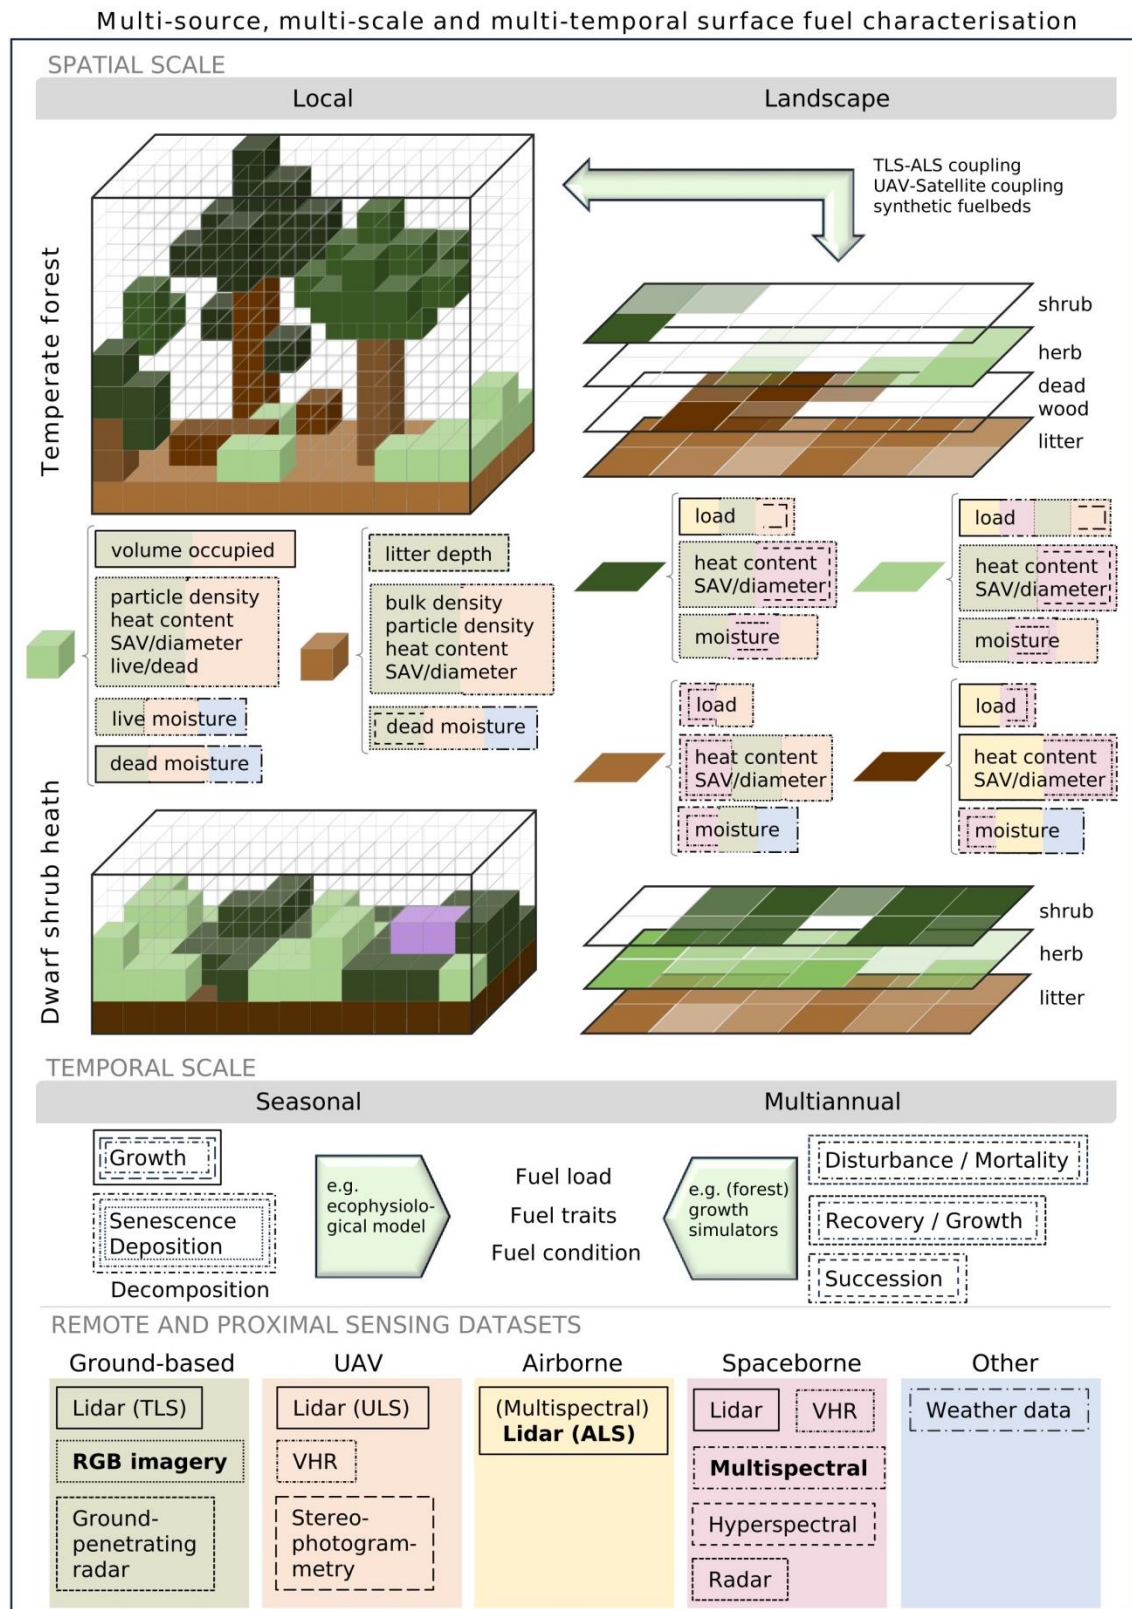 Multi-source, multi-scale and multi-temporal surface fuel characterisation
SPATIAL SCALE
Local
Landscape
TLS-ALS coupling
UAV-Satellite coupling
synthetic fuelbeds
Temperate forest
shrub
herb
dead
wood
litter
volume occupied
particle density
heat content
SAV/diameter
live/dead
live moisture
dead moisture
litter depth
bulk density
particle density
heat content
SAV/diameter
dead moisture
load
heat content
SAV/diameter
moisture
load
heat content
SAV/diameter
moisture
load
heat content
SAV/diameter
moisture
load
heat content
SAV/diameter
moisture
Dwarf shrub heath
shrub
herb
litter
TEMPORAL SCALE
Seasonal
Multiannual
Growth
Senescence
Deposition
Decomposition
e.g.
ecophysiolo-
gical model
Fuel load
Fuel traits
Fuel condition
e.g. (forest)
growth
simulators
Disturbance / Mortality
Recovery / Growth
Succession
REMOTE AND PROXIMAL SENSING DATASETS
Ground-based
Lidar (TLS)
RGB imagery
Ground-
penetrating
radar
UAV
Lidar (ULS)
VHR
Stereo-
photogram-
metry
Airborne
(Multispectral)
Lidar (ALS)
Spaceborne
Lidar
VHR
Multispectral
Hyperspectral
Radar
Other
Weather data